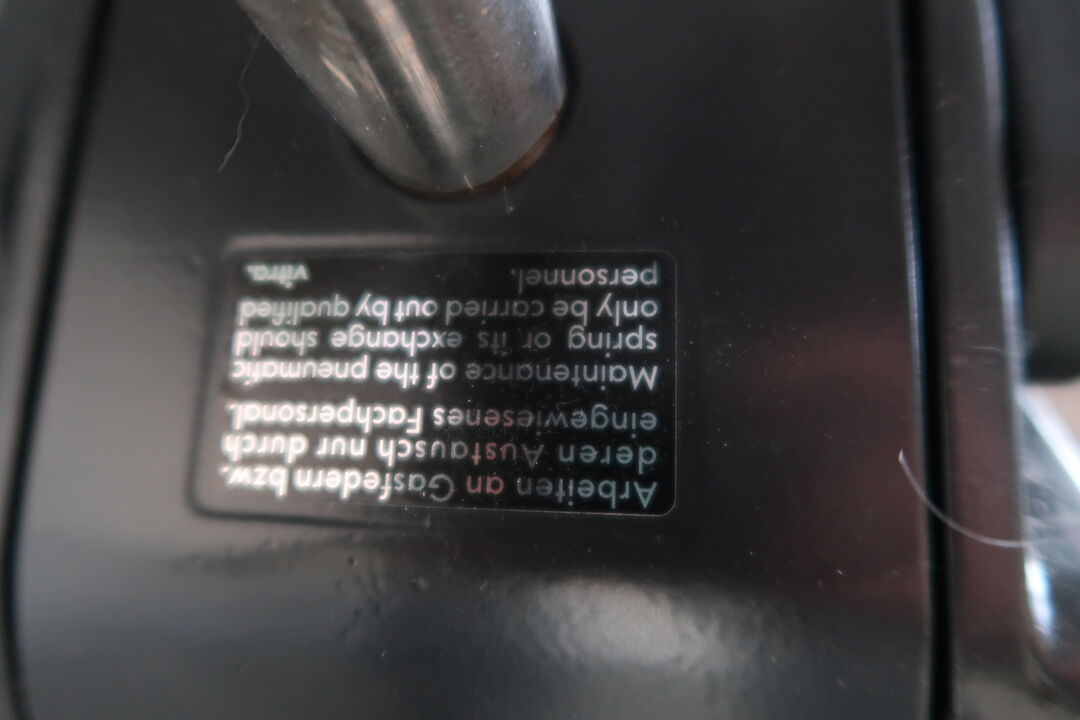 Arbeiten an Gasfedern bzw.
deren Austausch nur durch
eingewiesenes Fachpersonal.
Maintenance of the pneumatic
spring or its exchange should
only be carried out by qualified
personnel. vitra.